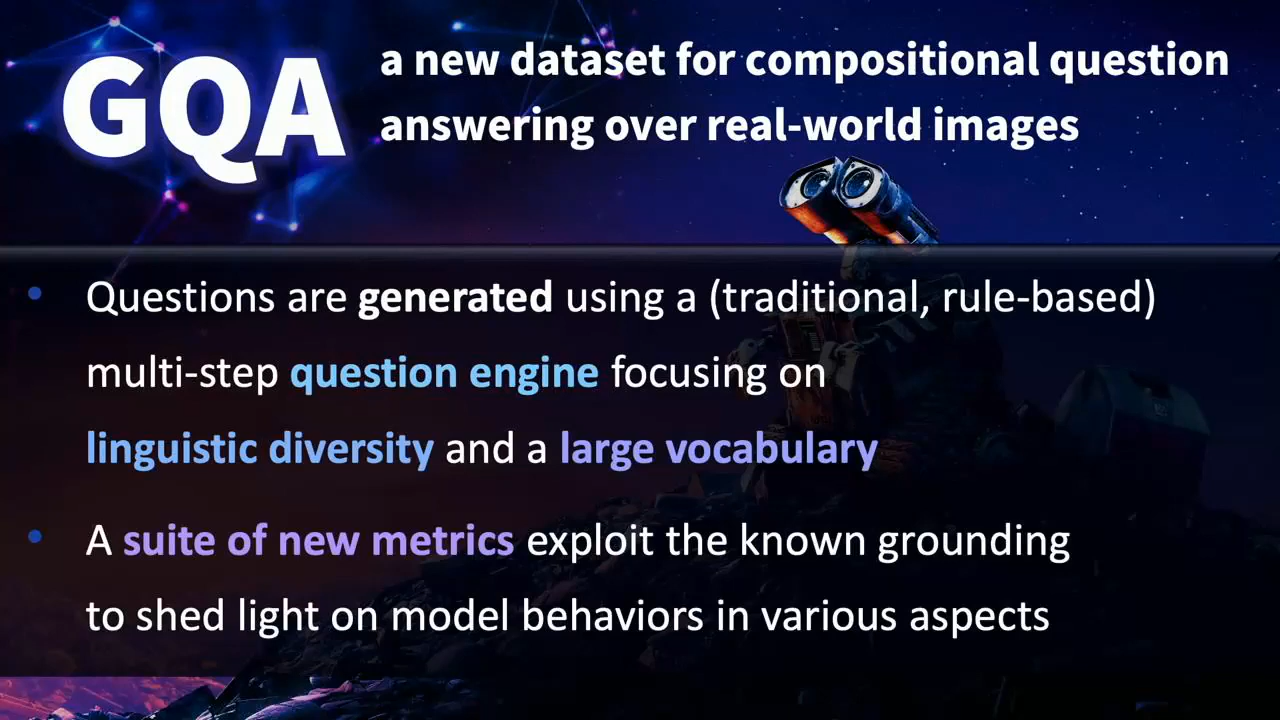 GQA
a new dataset for compositional question
answering over real-world images
• Questions are generated using a (traditional, rule-based)
multi-step question engine focusing on
linguistic diversity and a large vocabulary
• A suite of new metrics exploit the known grounding
to shed light on model behaviors in various aspects